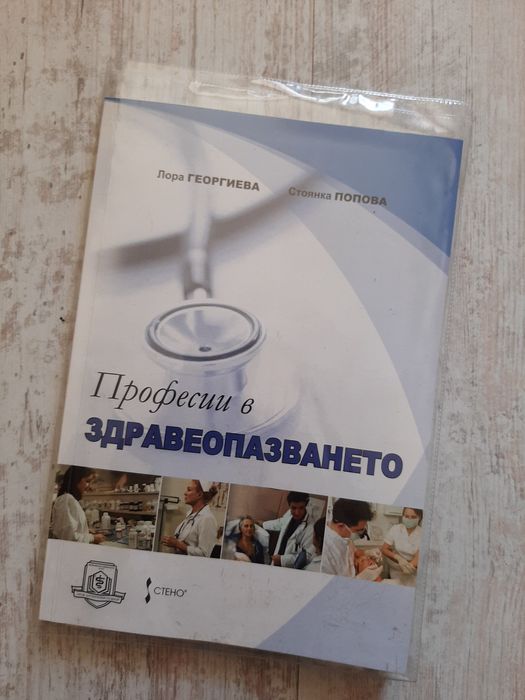 Лора ГЕОРГИЕВА
Стоянка ПОПОВА
Професии в
ЗДРАВЕОПАЗВАНЕТО
СТЕНО®